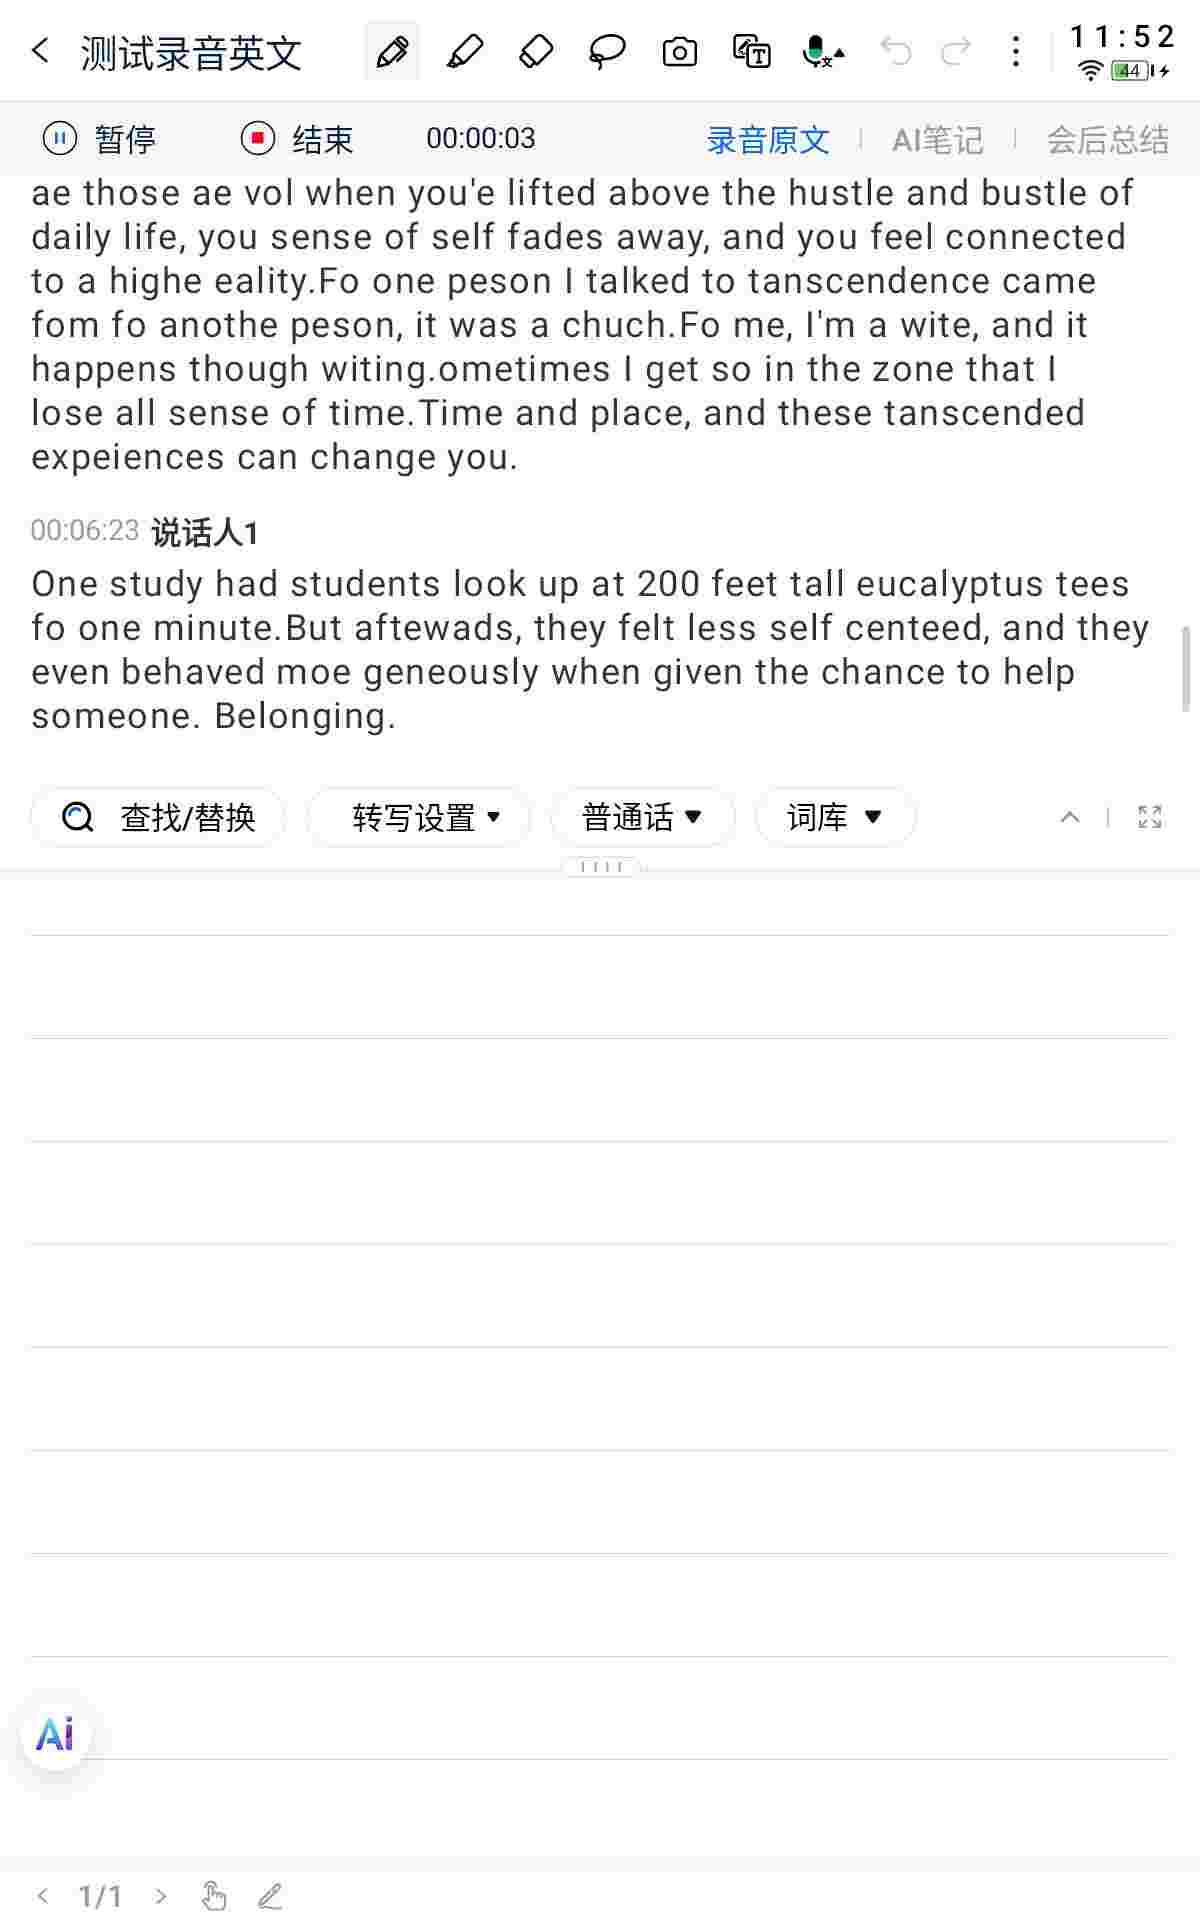 测试录音英文
11:52
44
暂停 结束 00:00:03 录音原文 AI笔记 会后总结
ae those ae vol when you'e lifted above the hustle and bustle of
daily life, you sense of self fades away, and you feel connected
to a highe eality.Fo one peson I talked to tanscendence came
fom fo anothe peson, it was a chuch.Fo me, I'm a wite, and it
happens though witing.ometimes I get so in the zone that I
lose all sense of time.Time and place, and these tanscended
expeiences can change you.
00:06:23 说话人1
One study had students look up at 200 feet tall eucalyptus tees
fo one minute.But aftewads, they felt less self centeed, and they
even behaved moe geneously when given the chance to help
someone. Belonging.
查找/替换 转写设置 普通话 词库
Ai
1/1